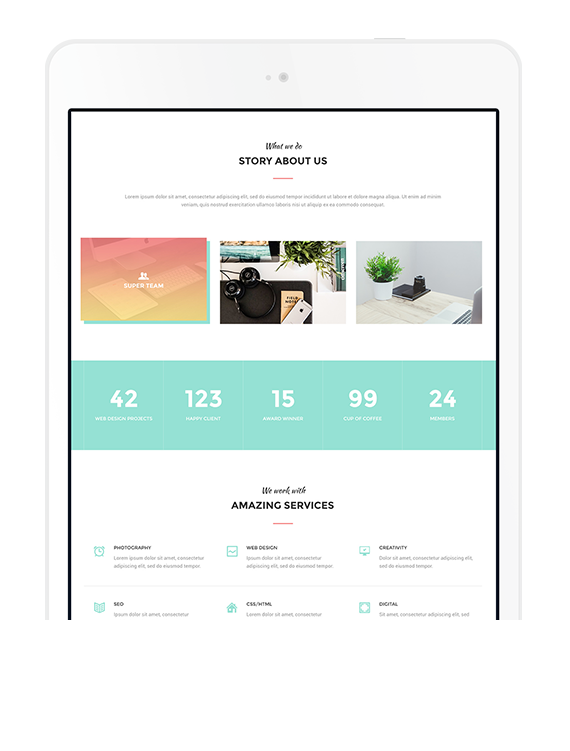 What we do
STORY ABOUT US
Lorem ipsum dolor sit amet, consectetur adipiscing elit, sed do eiusmod tempor incididunt ut labore et dolore magna aliqua. Ut enim ad minim
veniam, quis nostrud exercitation ullamco laboris nisi ut aliquip ex ea commodo consequat.
SUPER TEAM
FIELD NOTES
42
123
15
99
24
WEB DESIGN PROJECTS
HAPPY CLIENT
AWARD WINNER
CUP OF COFFEE
MEMBERS
We work with
AMAZING SERVICES
PHOTOGRAPHY
Lorem ipsum dolor sit amet, consectetur
adipiscing elit, sed do eiusmod tempor.
WEB DESIGN
Ipsum dolor sit amet, consectetur
adipiscing elit, sed do eiusmod tempor.
CREATIVITY
Dolor sit amet, consectetur adipiscing elit,
sed do eiusmod tempor.
SEO
Ipsum dolor sit amet, consectetur
CSS/HTML
Lorem dolor sit amet, consectetur
DIGITAL
Sit amet, consectetur adipiscing elit, sed